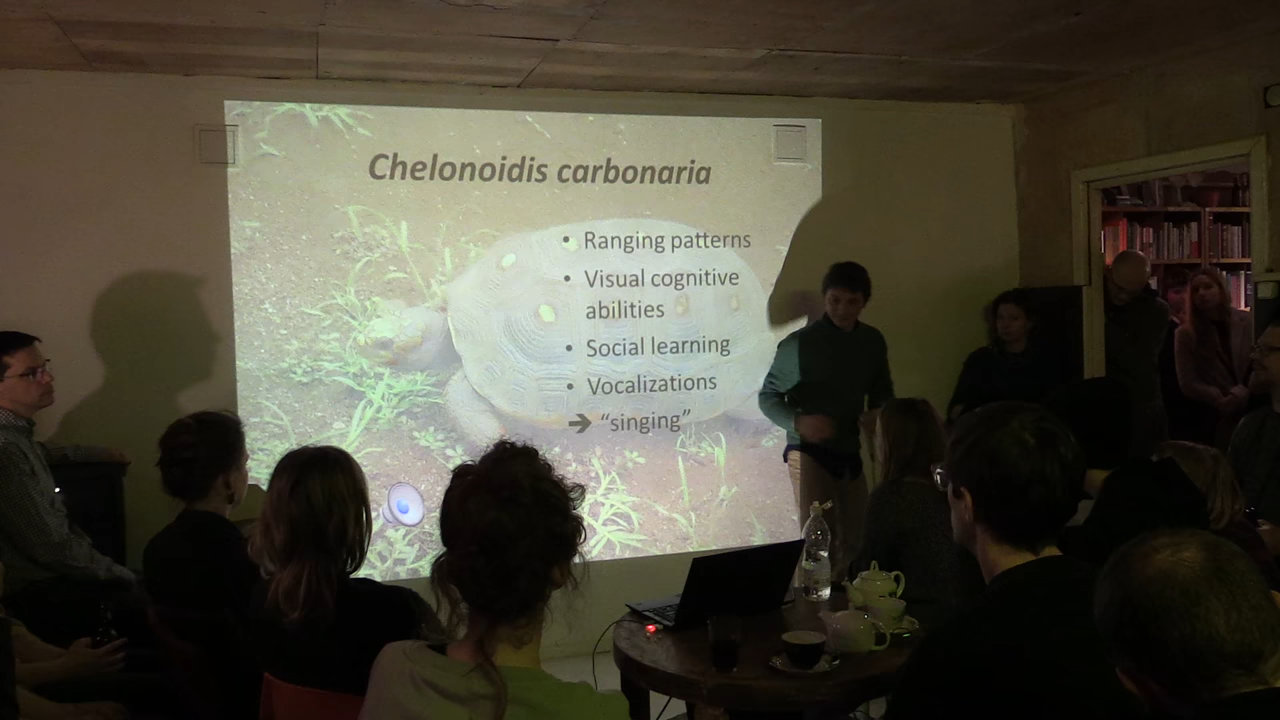 Chelonoidis carbonaria
• Ranging patterns
• Visual cognitive
abilities
• Social learning
• Vocalizations
➔ “singing”